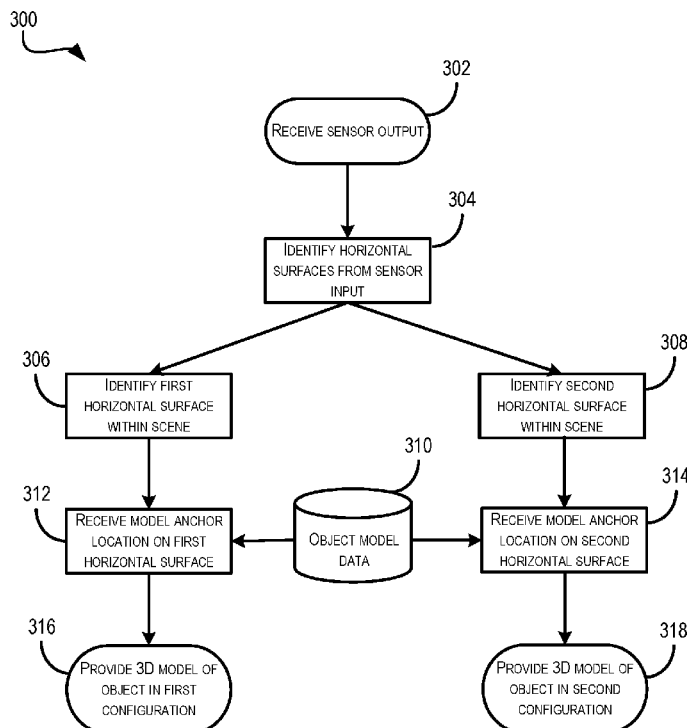 300
302
RECEIVE SENSOR OUTPUT
304
IDENTIFY HORIZONTAL
SURFACES FROM SENSOR
INPUT
306
IDENTIFY FIRST
HORIZONTAL SURFACE
WITHIN SCENE
308
IDENTIFY SECOND
HORIZONTAL SURFACE
WITHIN SCENE
310
OBJECT MODEL
DATA
312
RECEIVE MODEL ANCHOR
LOCATION ON FIRST
HORIZONTAL SURFACE
314
RECEIVE MODEL ANCHOR
LOCATION ON SECOND
HORIZONTAL SURFACE
316
PROVIDE 3D MODEL OF
OBJECT IN FIRST
CONFIGURATION
318
PROVIDE 3D MODEL OF
OBJECT IN SECOND
CONFIGURATION